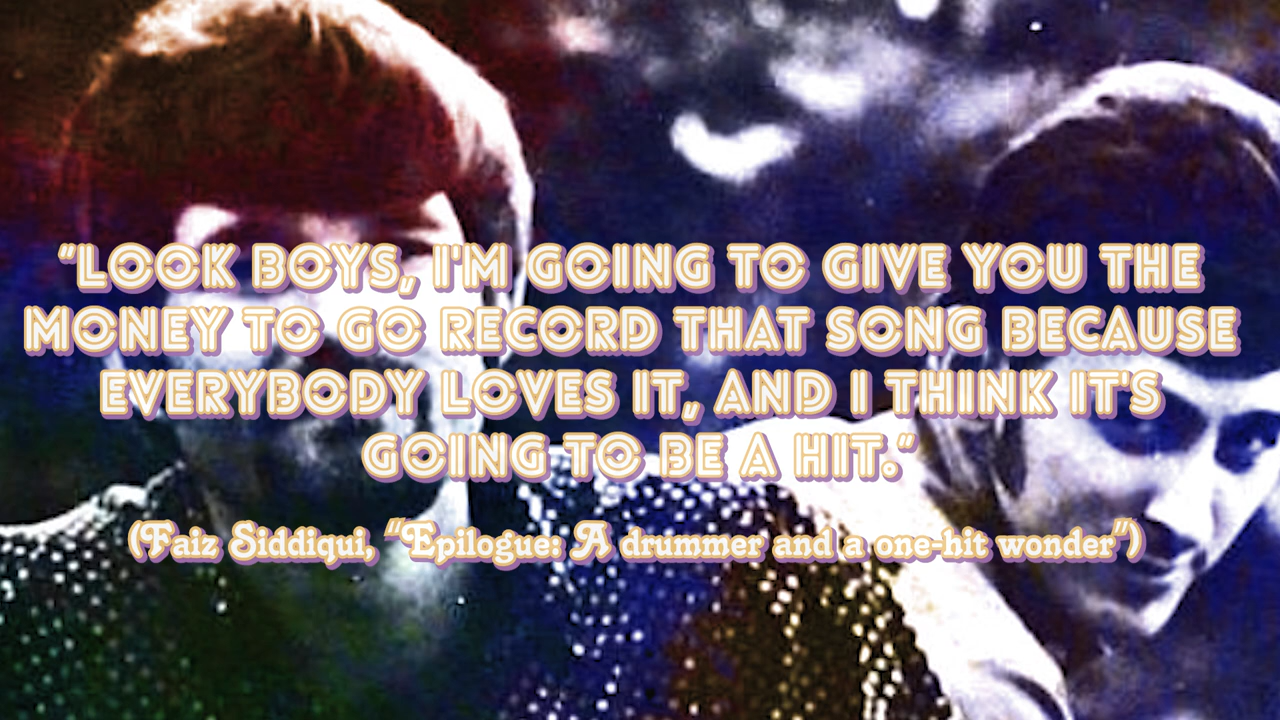 "LOOK BOYS, I'M GOING TO GIVE YOU THE
MONEY TO GO RECORD THAT SONG BECAUSE
EVERYBODY LOVES IT, AND I THINK IT'S
GOING TO BE A HIT."
(Faiz Siddiqui, "Epilogue: A drummer and a one-hit wonder")